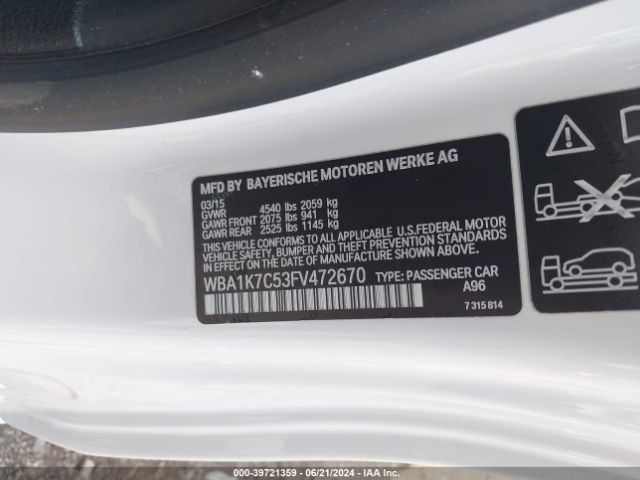 MFD BY BAYERISCHE MOTOREN WERKE AG
03/15
GVWR 4540 lbs 2059 kg
GAWR FRONT 2075 lbs 941 kg
GAWR REAR 2525 lbs 1145 kg
THIS VEHICLE CONFORMS TO ALL APPLICABLE U.S.FEDERAL MOTOR
VEHICLE SAFETY, BUMPER, AND THEFT PREVENTION
STANDARDS IN EFFECT ON THE DATE OF MANUFACTURE
SHOWN ABOVE.
WBA1K7C53FV472670 TYPE: PASSENGER CAR
A96
7 315 814
000-39721359 - 06/21/2024 - IAAI.COM